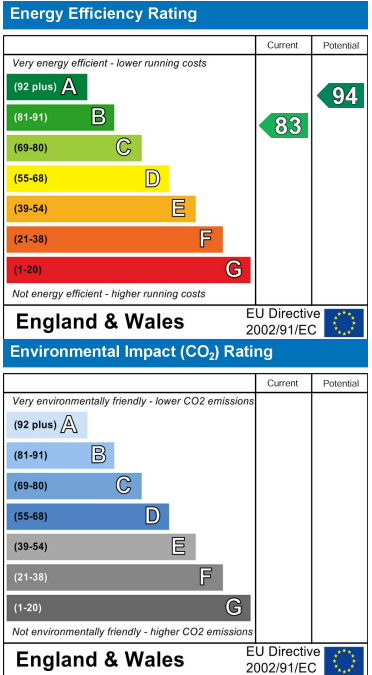 Energy Efficiency Rating
Current Potential
Very energy efficient - lower running costs
(92 plus) A
94
(81-91) B
83
(69-80) C
(55-68) D
(39-54) E
(21-38) F
(1-20) G
Not energy efficient - higher running costs
England & Wales
EU Directive
2002/91/EC
Environmental Impact (CO₂) Rating
Current Potential
Very environmentally friendly - lower CO2 emissions
(92 plus) A
(81-91) B
(69-80) C
(55-68) D
(39-54) E
(21-38) F
(1-20) G
Not environmentally friendly - higher CO2 emissions
England & Wales
EU Directive
2002/91/EC